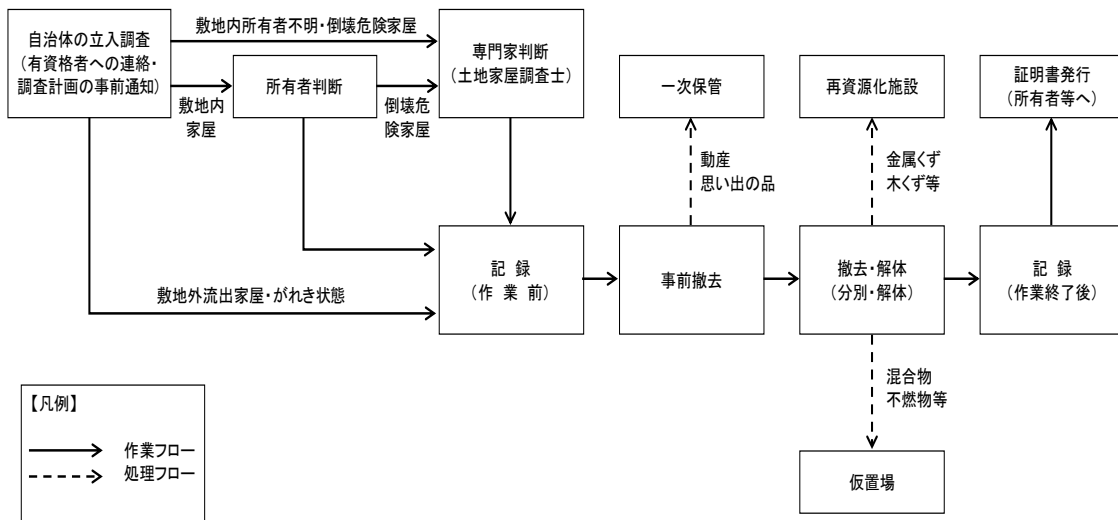 自治体の立入調査
(有資格者への連絡・
調査計画の事前通知)
敷地内所有者不明・倒壊危険家屋
敷地内
家屋
所有者判断
倒壊危
険家屋
専門家判断
(土地家屋調査士)
一次保管
再資源化施設
証明書発行
(所有者等へ)
動産
思い出の品
金属くず
木くず等
敷地外流出家屋・がれき状態
記 録
(作 業 前)
事前撤去
撤去・解体
(分別・解体)
記 録
(作業終了後)
混合物
不燃物等
仮置場
【凡例】
作業フロー
処理フロー